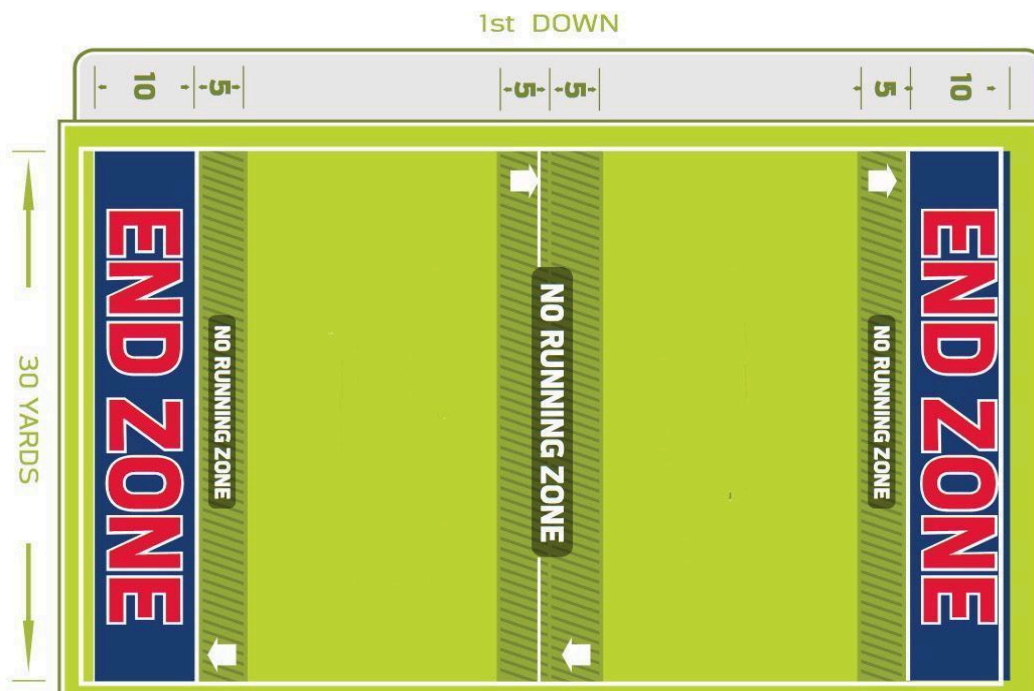 1st DOWN
10
5
5
5
5
10
30 YARDS
END ZONE
NO RUNNING ZONE
NO RUNNING ZONE
NO RUNNING ZONE
END ZONE